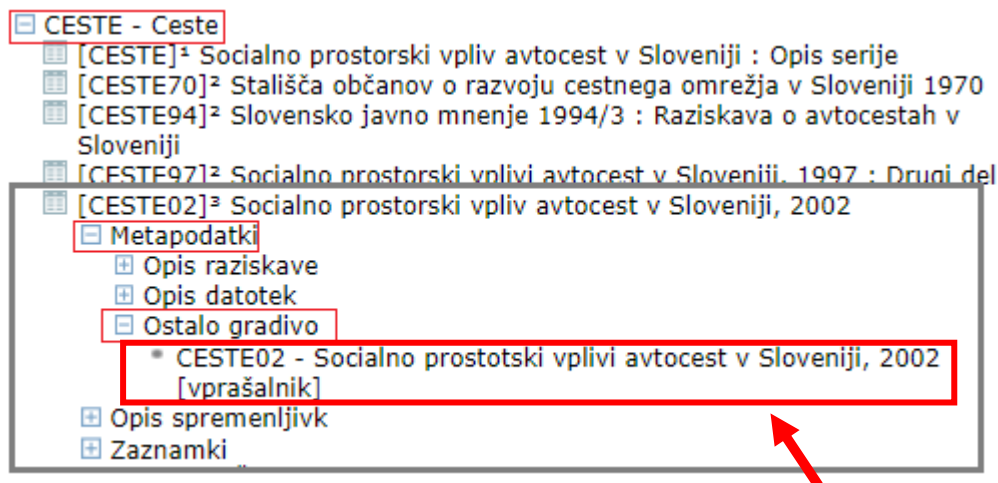 CESTE - Ceste
[CESTE]¹ Socialno prostorski vpliv avtocest v Sloveniji : Opis serije
[CESTE70]² Stališča občanov o razvoju cestnega omrežja v Sloveniji 1970
[CESTE94]² Slovensko javno mnenje 1994/3 : Raziskava o avtocestah v
Sloveniji
[CESTE97]² Socialno prostorski vplivi avtocest v Sloveniji, 1997 : Drugi del
[CESTE02]³ Socialno prostorski vpliv avtocest v Sloveniji, 2002
Metapodatki
Opis raziskave
Opis datotek
Ostalo gradivo
CESTE02 - Socialno prostotski vplivi avtocest v Sloveniji, 2002
[vprašalnik]
Opis spremenljivk
Zaznamki